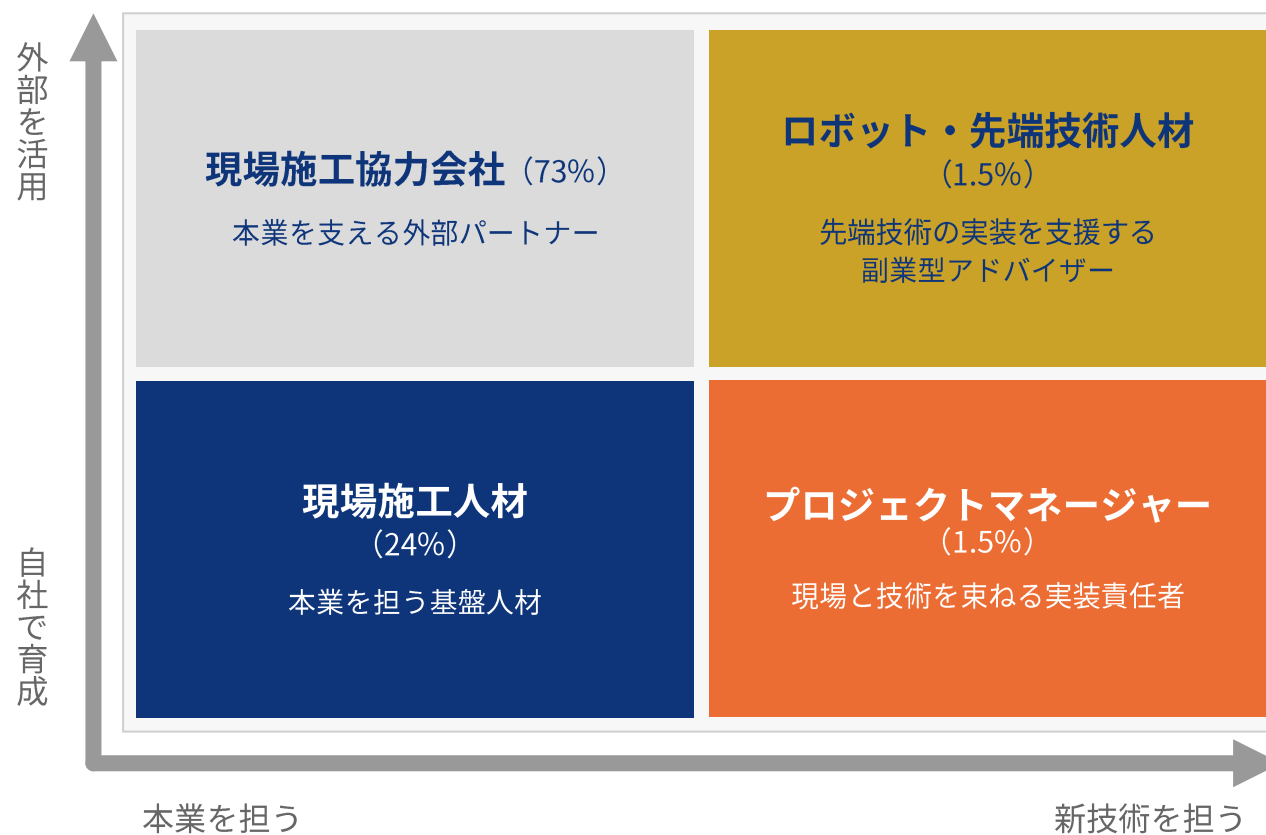 外部を活用
現場施工協力会社（73%）
本業を支える外部パートナー
ロボット・先端技術人材
（1.5%）
先端技術の実装を支援する
副業型アドバイザー
自社で育成
現場施工人材
（24%）
本業を担う基盤人材
プロジェクトマネージャー
（1.5%）
現場と技術を束ねる実装責任者
本業を担う
新技術を担う